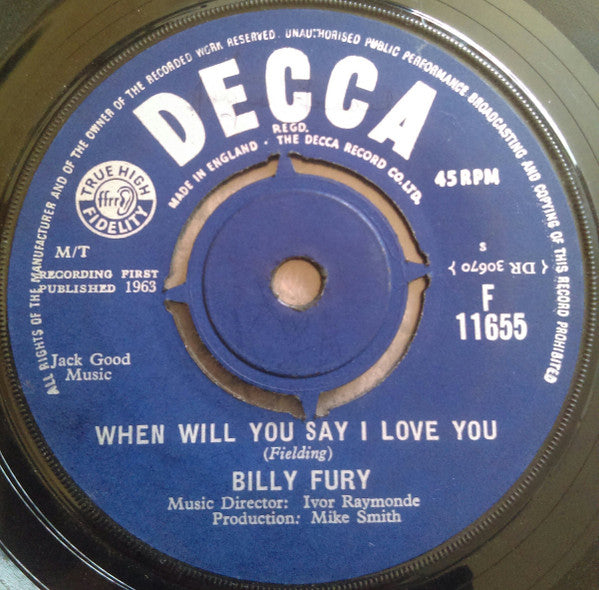 ALL RIGHTS OF THE MANUFACTURER AND OF THE OWNER OF THE RECORDED WORK RESERVED. UNAUTHORISED PUBLIC PERFORMANCE, BROADCASTING AND COPYING OF THIS RECORD PROHIBITED
DECCA
REGD.
MADE IN ENGLAND · THE DECCA RECORD CO. LTD.
TRUE HIGH
ffrr
FIDELITY
45 RPM
M/T
RECORDING FIRST
PUBLISHED 1963
s
{ DR 30670 }
F
11655
Jack Good
Music
WHEN WILL YOU SAY I LOVE YOU
(Fielding)
BILLY FURY
Music Director: Ivor Raymonde
Production: Mike Smith